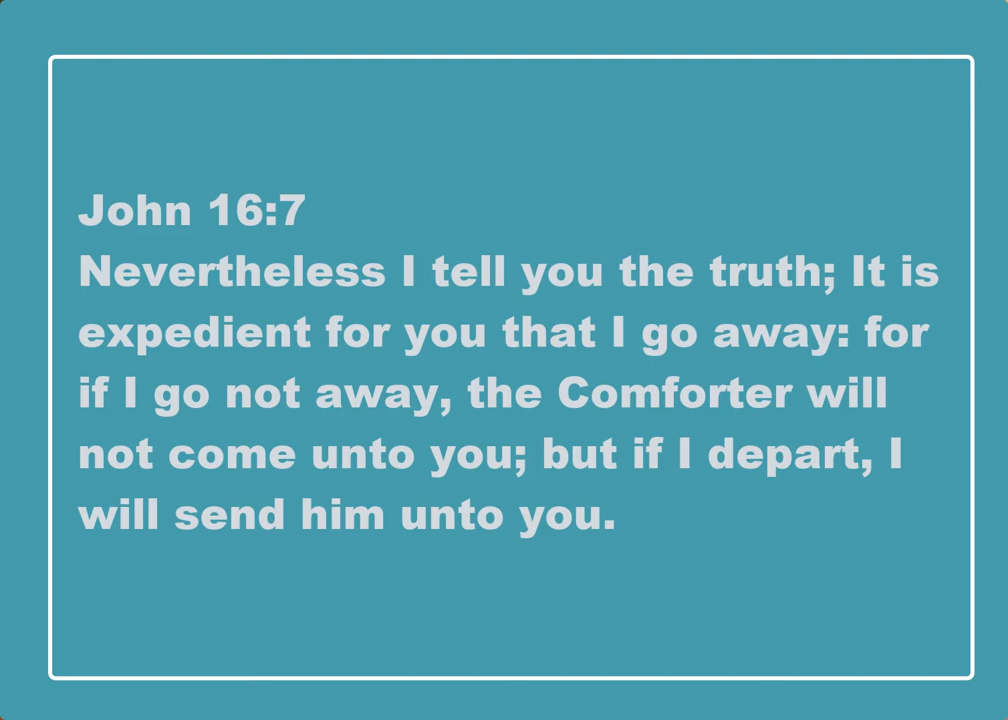 John 16:7
Nevertheless I tell you the truth; It is
expedient for you that I go away: for
if I go not away, the Comforter will
not come unto you; but if I depart, I
will send him unto you.